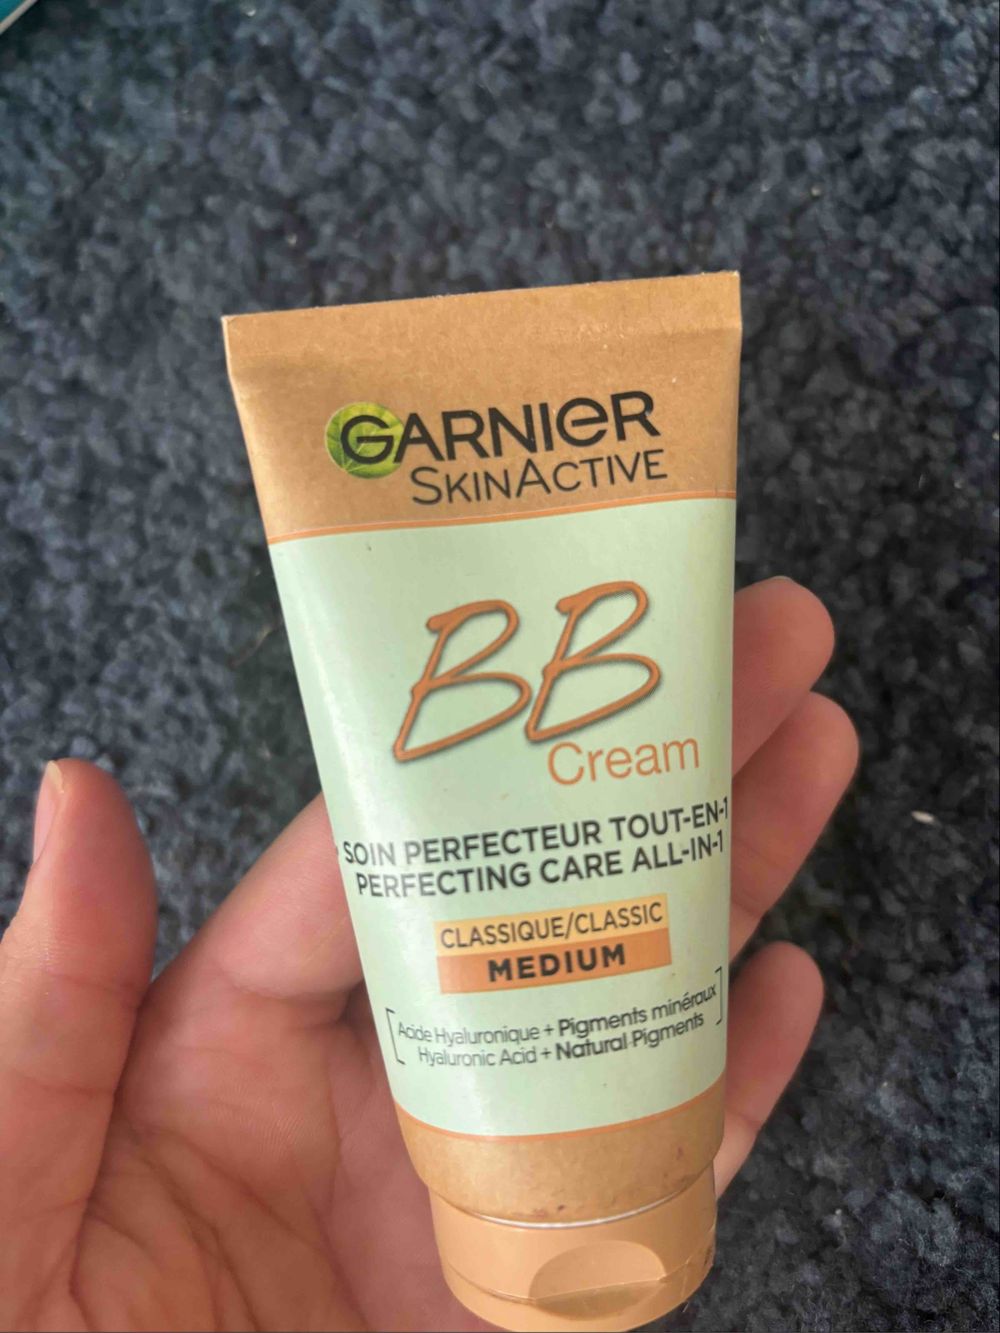 GARNIER
SKINACTIVE
BB
Cream
SOIN PERFECTEUR TOUT-EN-1
PERFECTING CARE ALL-IN-1
CLASSIQUE/CLASSIC
MEDIUM
Acide Hyaluronique + Pigments minéraux
Hyaluronic Acid + Natural Pigments